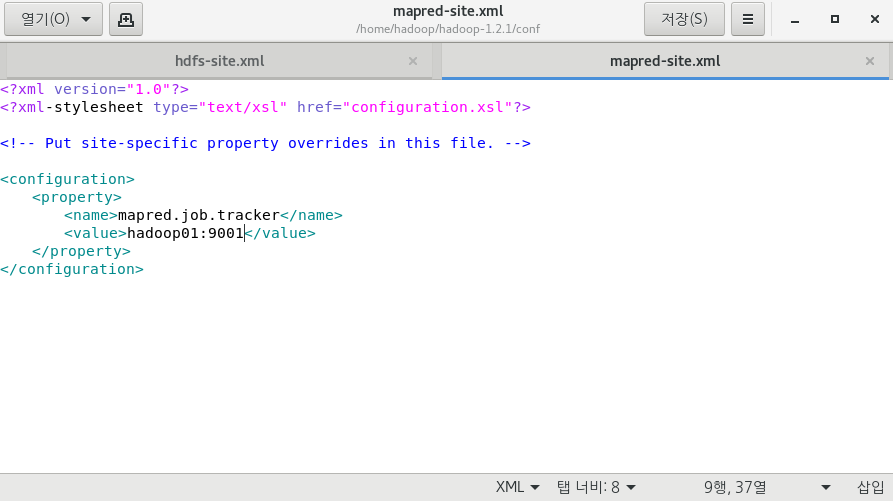 열기(O)
mapred-site.xml
/home/hadoop/hadoop-1.2.1/conf
저장(S)
hdfs-site.xml
mapred-site.xml
<?xml version="1.0"?>
<?xml-stylesheet type="text/xsl" href="configuration.xsl"?>
<!-- Put site-specific property overrides in this file. -->
<configuration>
<property>
<name>mapred.job.tracker</name>
<value>hadoop01:9001</value>
</property>
</configuration>
XML 탭 너비: 8 9행, 37열 삽입